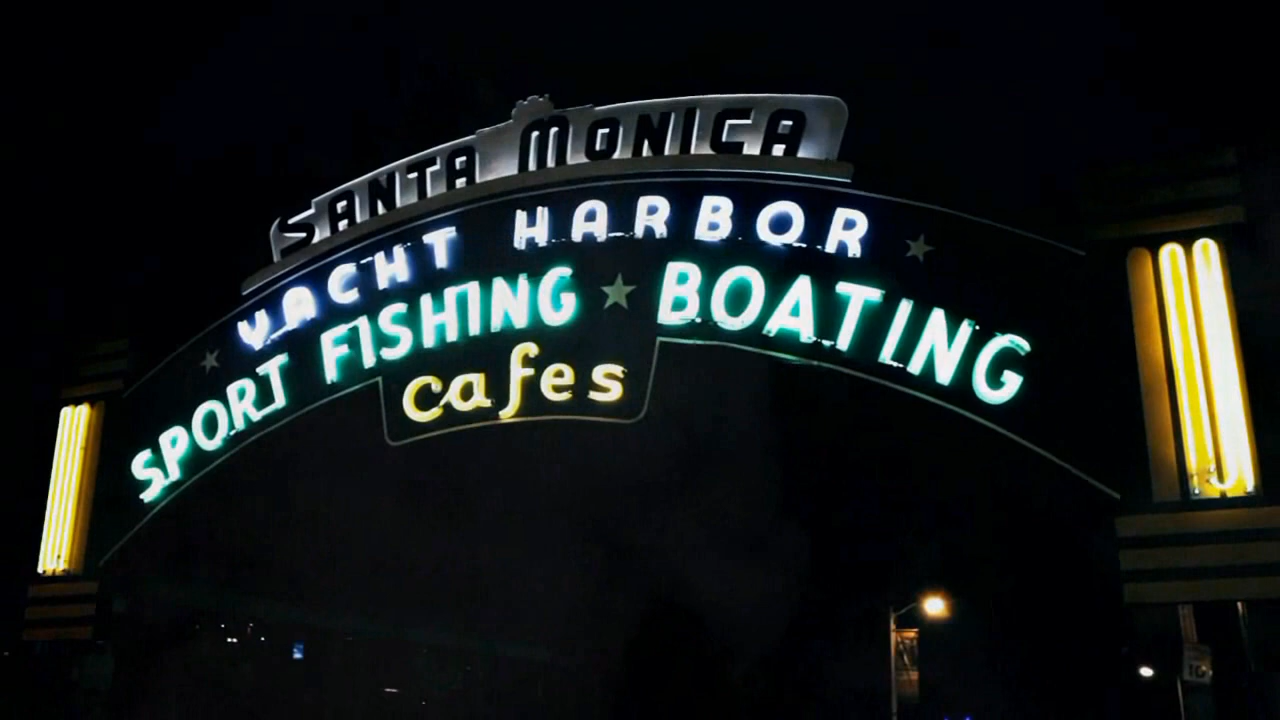 SANTA MONICA
YACHT HARBOR
SPORT FISHING ★ BOATING
cafes